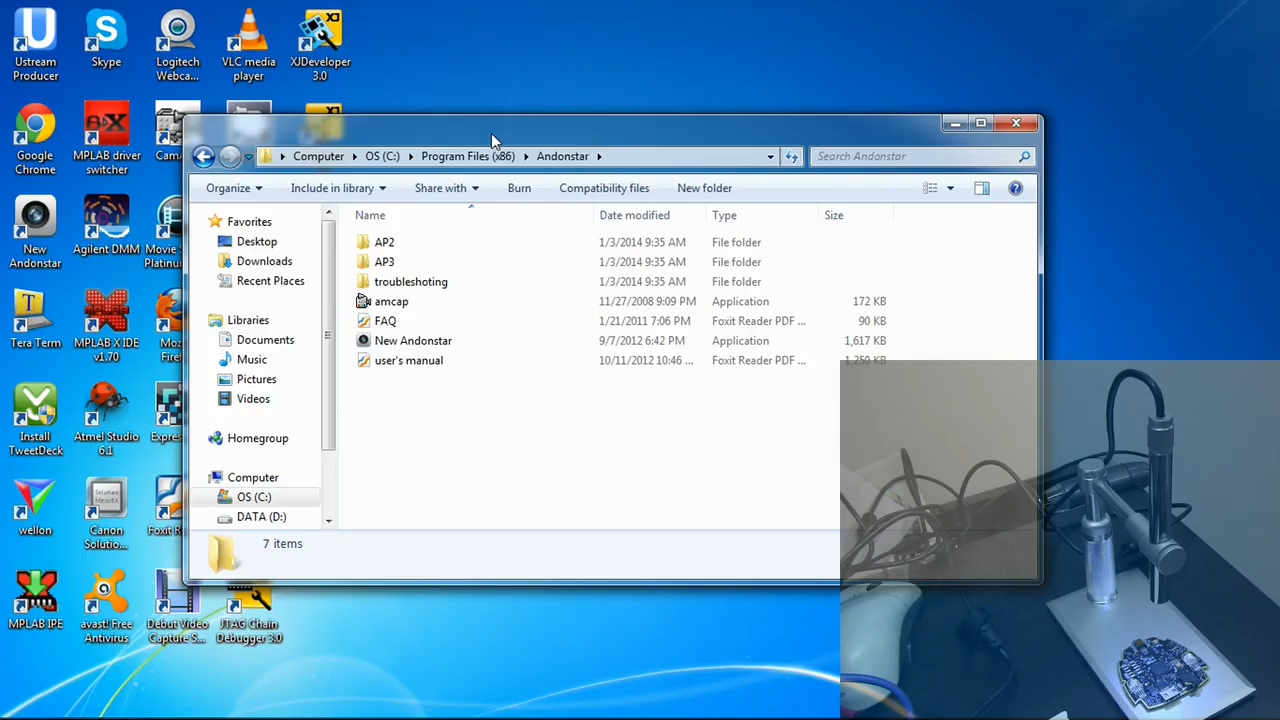 Ustream Producer
Skype
Logitech Webca...
VLC media player
XJDeveloper 3.0
Google Chrome
MPLAB driver switcher
New Andonstar
Agilent DMM
Tera Term
MPLAB X IDE v1.70
Install TweetDeck
Atmel Studio 6.1
wellon
Canon Solutio...
MPLAB IPE
avast! Free Antivirus
Debut Video Capture S...
JTAG Chain Debugger 3.0
Computer OS (C:) Program Files (x86) Andonstar
Search Andonstar
Organize Include in library Share with Burn Compatibility files New folder
Name Date modified Type Size
AP2 1/3/2014 9:35 AM File folder
AP3 1/3/2014 9:35 AM File folder
troubleshoting 1/3/2014 9:35 AM File folder
amcap 11/27/2008 9:09 PM Application 172 KB
FAQ 1/21/2011 7:06 PM Foxit Reader PDF ... 90 KB
New Andonstar 9/7/2012 6:42 PM Application 1,617 KB
user's manual 10/11/2012 10:46 ... Foxit Reader PDF ... 1,250 KB
Favorites
Desktop
Downloads
Recent Places
Libraries
Documents
Music
Pictures
Videos
Homegroup
Computer
OS (C:)
DATA (D:)
7 items